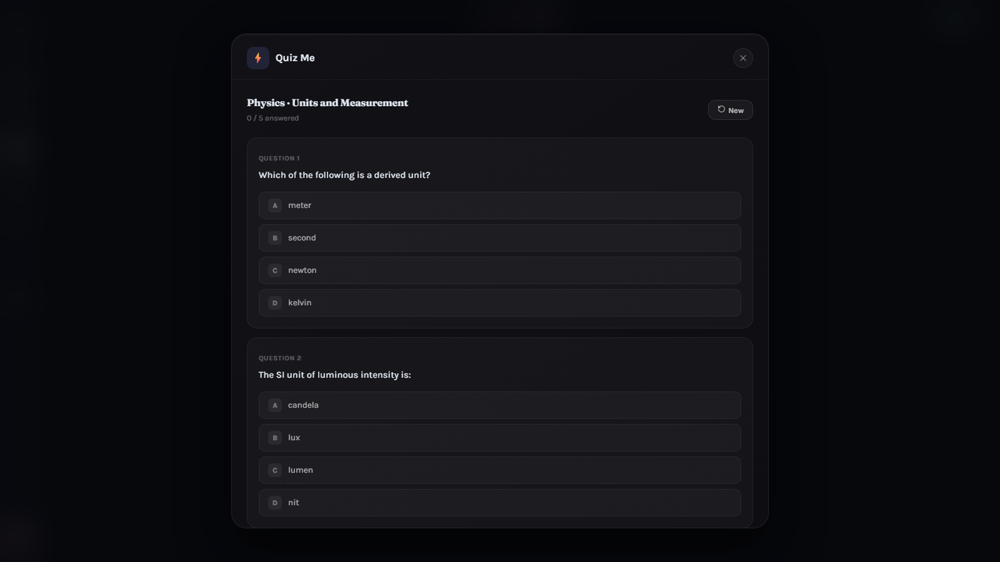 Quiz Me
Physics · Units and Measurement
0 / 5 answered
New
QUESTION 1
Which of the following is a derived unit?
A meter
B second
C newton
D kelvin
QUESTION 2
The SI unit of luminous intensity is:
A candela
B lux
C lumen
D nit